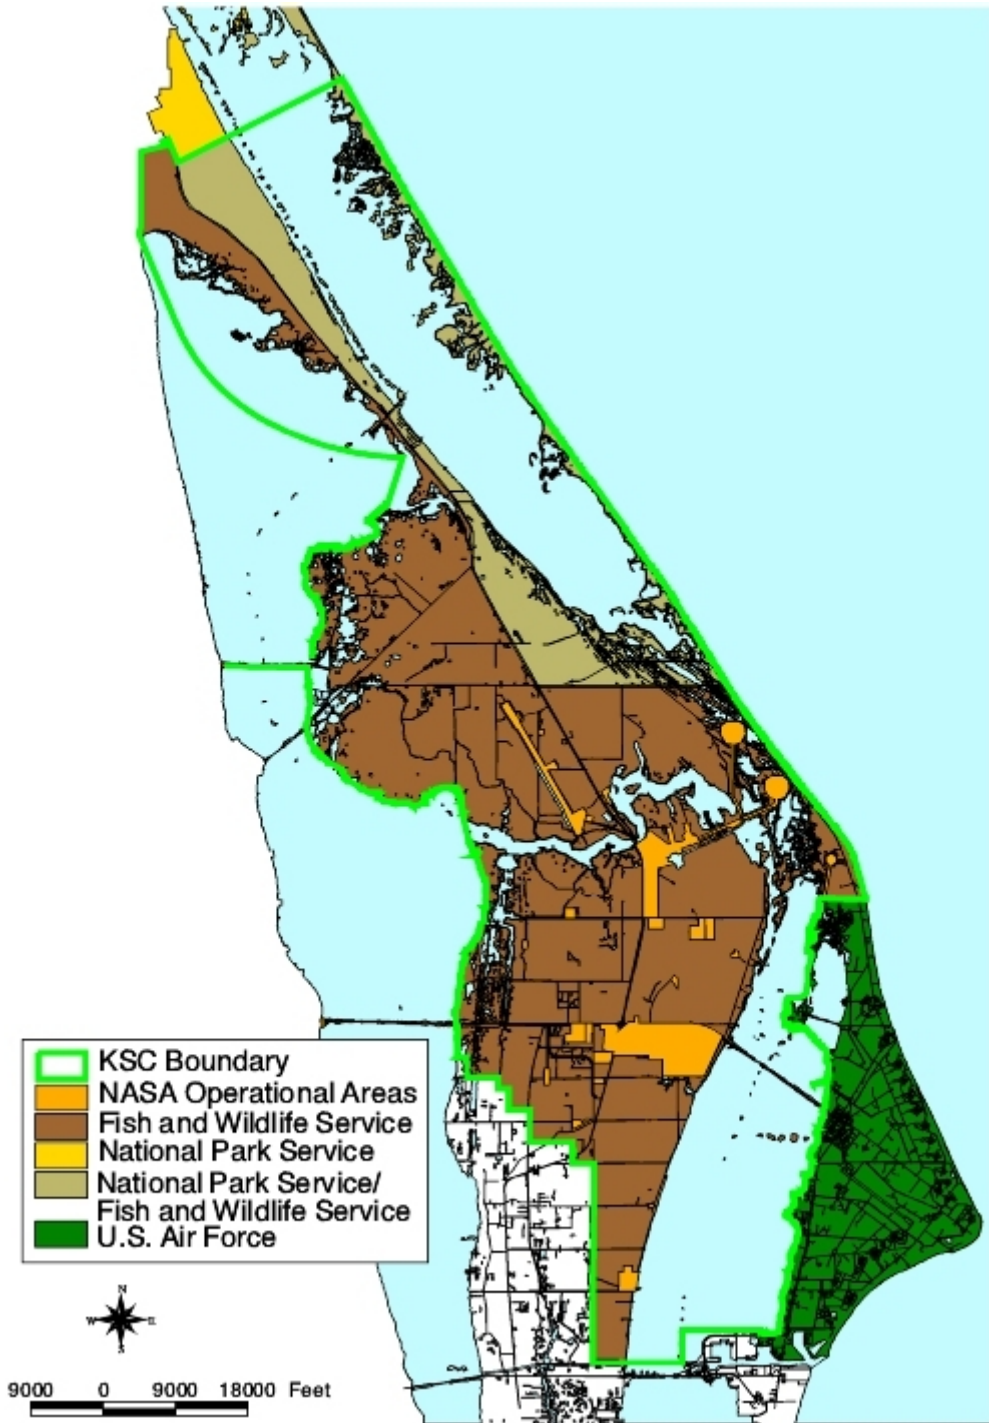 KSC Boundary
NASA Operational Areas
Fish and Wildlife Service
National Park Service
National Park Service/
Fish and Wildlife Service
U.S. Air Force
N
W E
S
9000 0 9000 18000 Feet